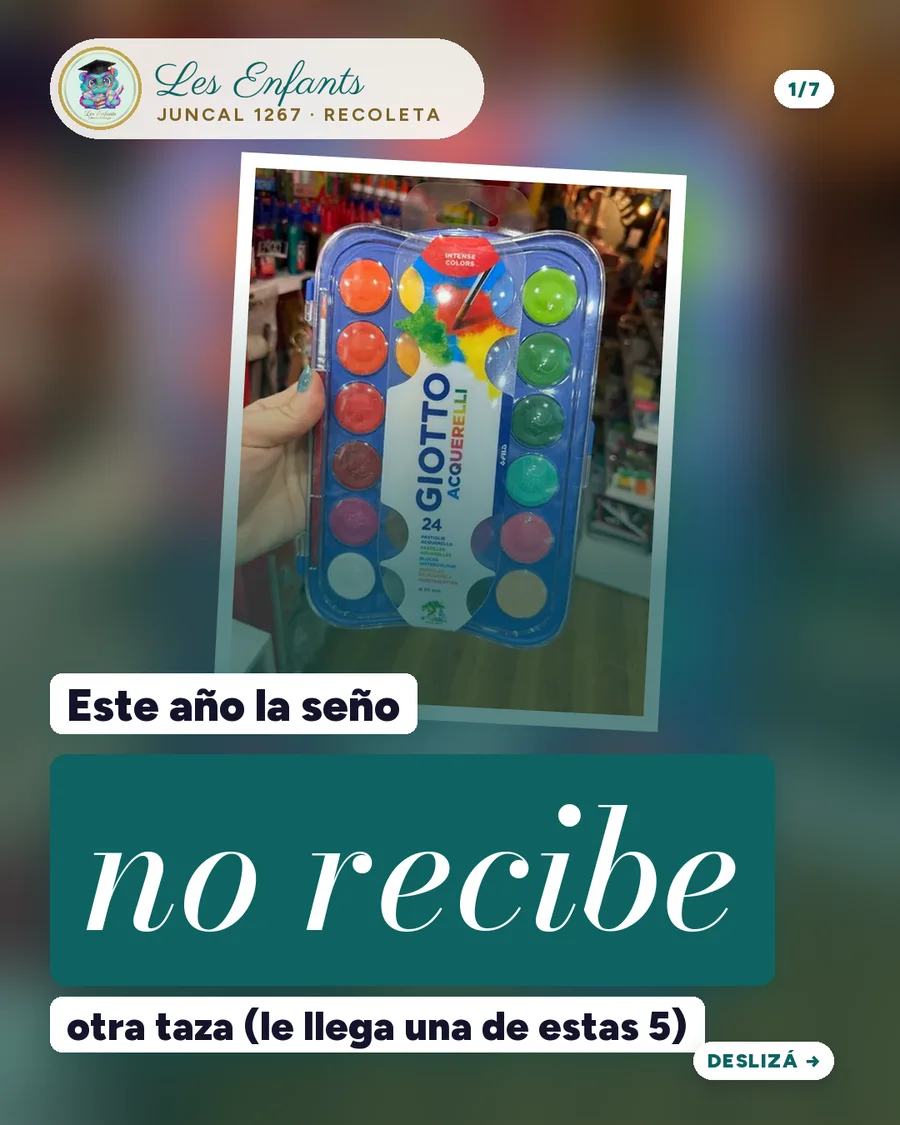 Les Enfants
JUNCAL 1267 · RECOLETA
1/7
INTENSE
COLORS
GIOTTO
ACQUERELLI
24
Este año la seño
no recibe
otra taza (le llega una de estas 5)
DESLIZÁ →